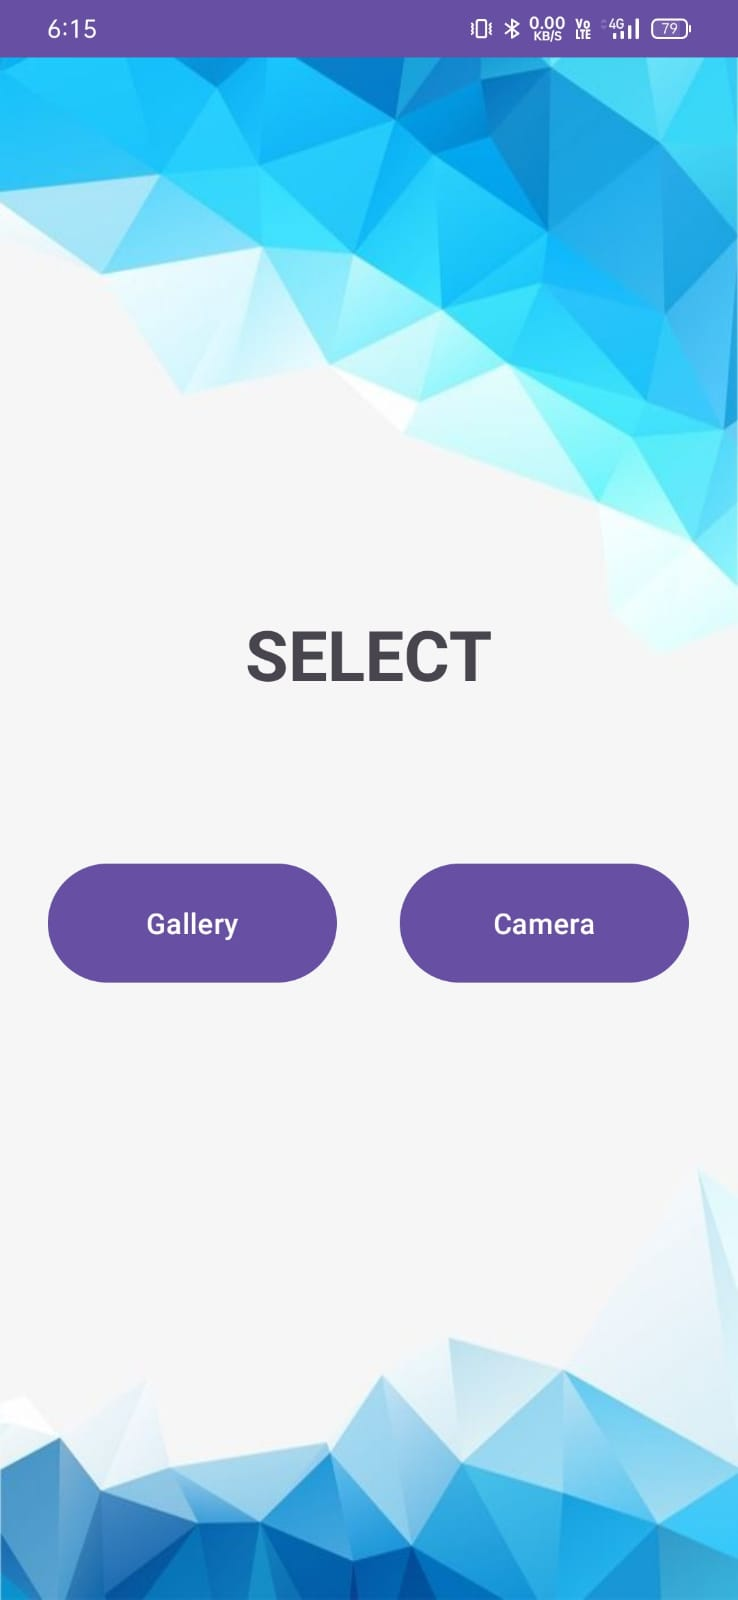 6:15
0.00
KB/S
Vo
LTE
4G
79
SELECT
Gallery
Camera